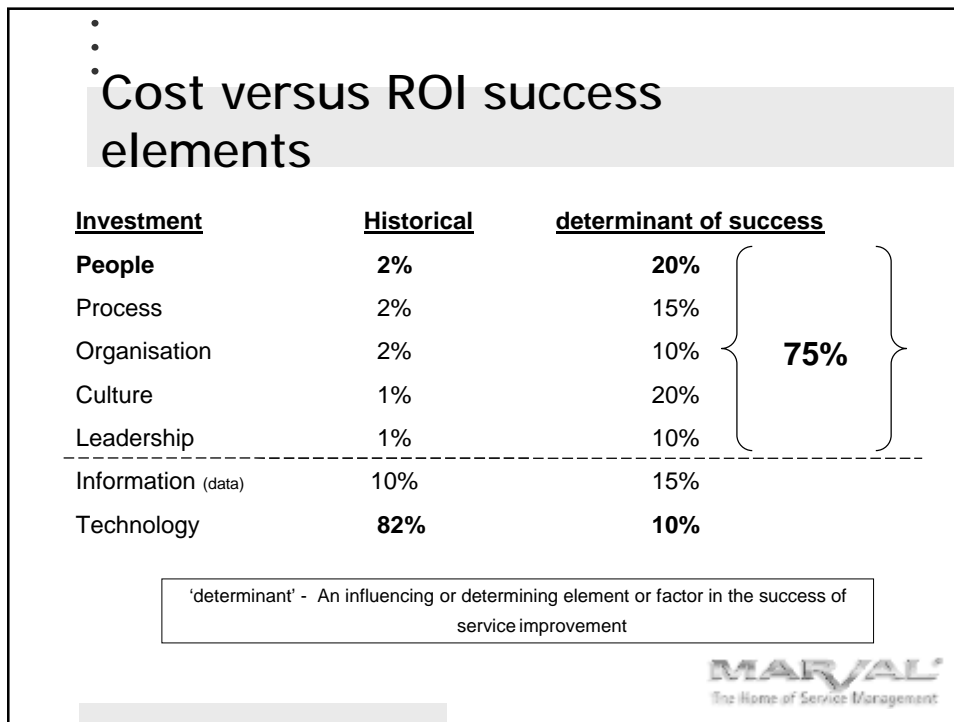 Cost versus ROI success
elements
Investment Historical determinant of success
People 2% 20%
Process 2% 15%
Organisation 2% 10% 75%
Culture 1% 20%
Leadership 1% 10%
Information (data) 10% 15%
Technology 82% 10%
‘determinant’ - An influencing or determining element or factor in the success of
service improvement
MARVAL
The Home of Service Management